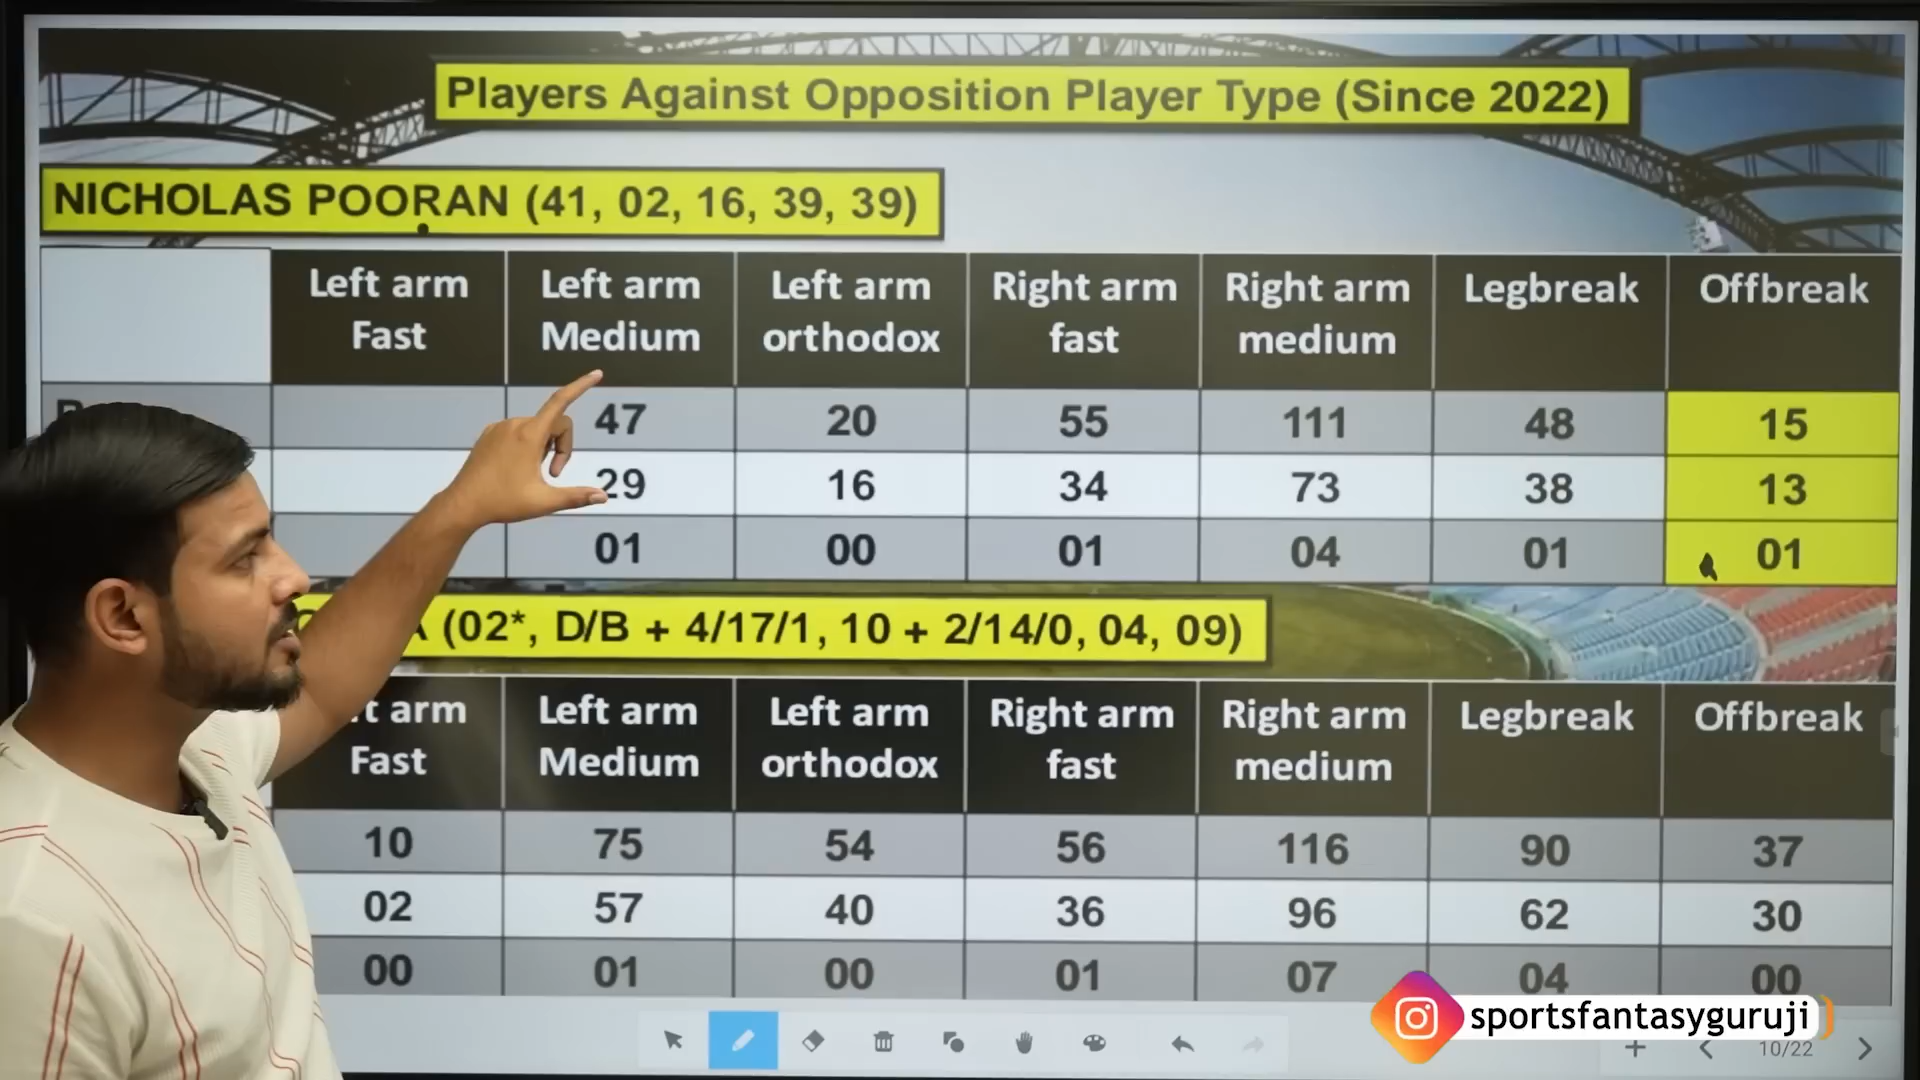 Players Against Opposition Player Type (Since 2022)
NICHOLAS POORAN (41, 02, 16, 39, 39)
Left arm Fast Left arm Medium Left arm orthodox Right arm fast Right arm medium Legbreak Offbreak
47 20 55 111 48 15
29 16 34 73 38 13
01 00 01 04 01 01
(02*, D/B + 4/17/1, 10 + 2/14/0, 04, 09)
arm Fast Left arm Medium Left arm orthodox Right arm fast Right arm medium Legbreak Offbreak
10 75 54 56 116 90 37
02 57 40 36 96 62 30
00 01 00 01 07 04 00
sportsfantasyguruji
10/22